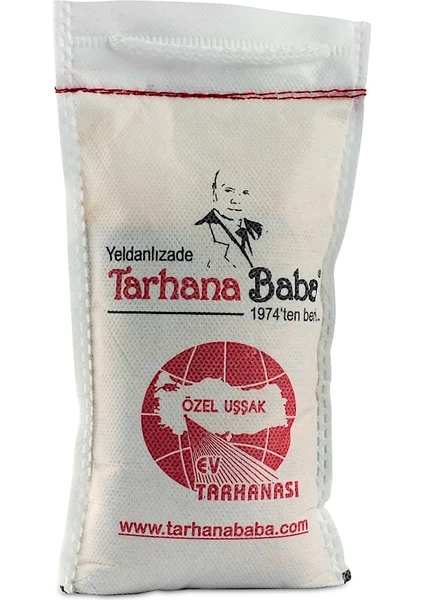 Yeldanlızade
Tarhana Baba®
1974'ten beri...
ÖZEL UŞŞAK
EV
TARHANASI
www.tarhanababa.com